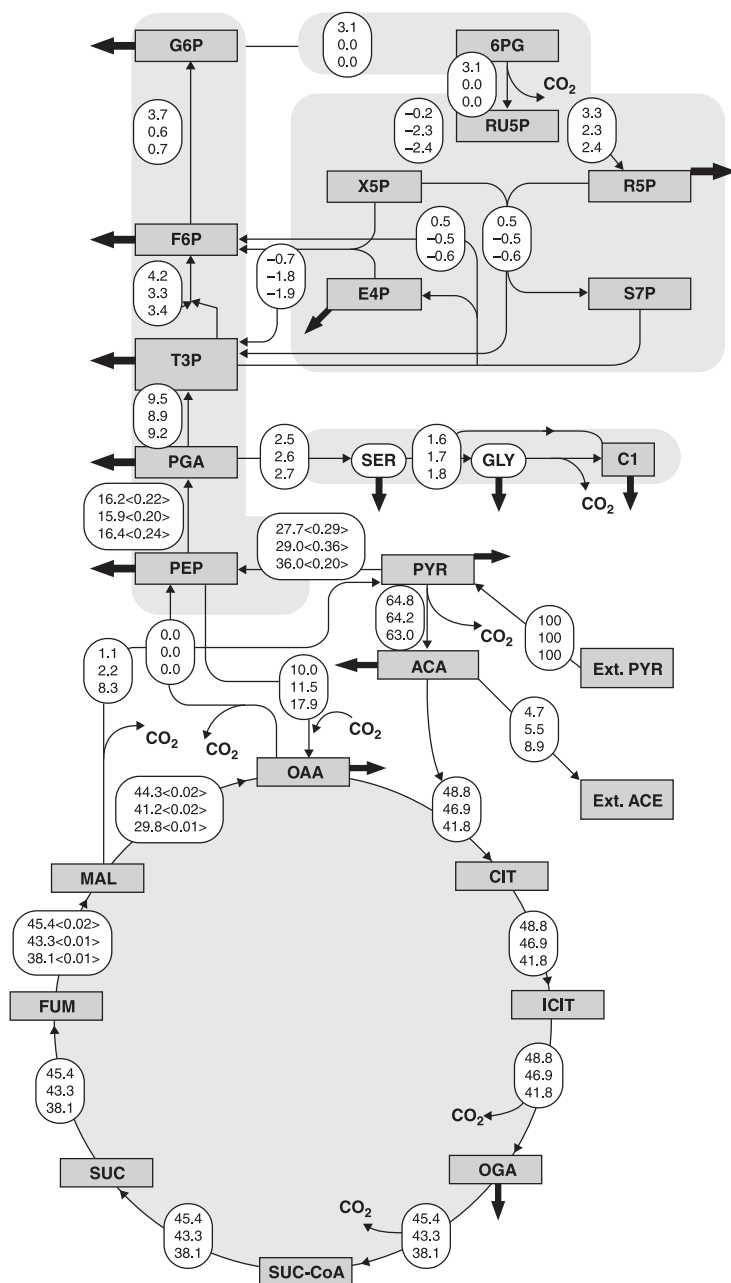 G6P
3.1
0.0
0.0
6PG
3.1
0.0
0.0
CO2
RU5P
3.7
0.6
0.7
–0.2
–2.3
–2.4
3.3
2.3
2.4
X5P
R5P
F6P
0.5
–0.5
–0.6
0.5
–0.5
–0.6
4.2
3.3
3.4
–0.7
–1.8
–1.9
E4P
S7P
T3P
9.5
8.9
9.2
PGA
2.5
2.6
2.7
SER
1.6
1.7
1.8
GLY
C1
CO2
16.2<0.22>
15.9<0.20>
16.4<0.24>
27.7<0.29>
29.0<0.36>
36.0<0.20>
PEP
PYR
64.8
64.2
63.0
CO2
100
100
100
1.1
2.2
8.3
0.0
0.0
0.0
10.0
11.5
17.9
ACA
Ext. PYR
CO2
CO2
CO2
4.7
5.5
8.9
OAA
Ext. ACE
44.3<0.02>
41.2<0.02>
29.8<0.01>
48.8
46.9
41.8
MAL
CIT
45.4<0.02>
43.3<0.01>
38.1<0.01>
48.8
46.9
41.8
FUM
ICIT
45.4
43.3
38.1
48.8
46.9
41.8
CO2
SUC
OGA
45.4
43.3
38.1
CO2
45.4
43.3
38.1
SUC-CoA